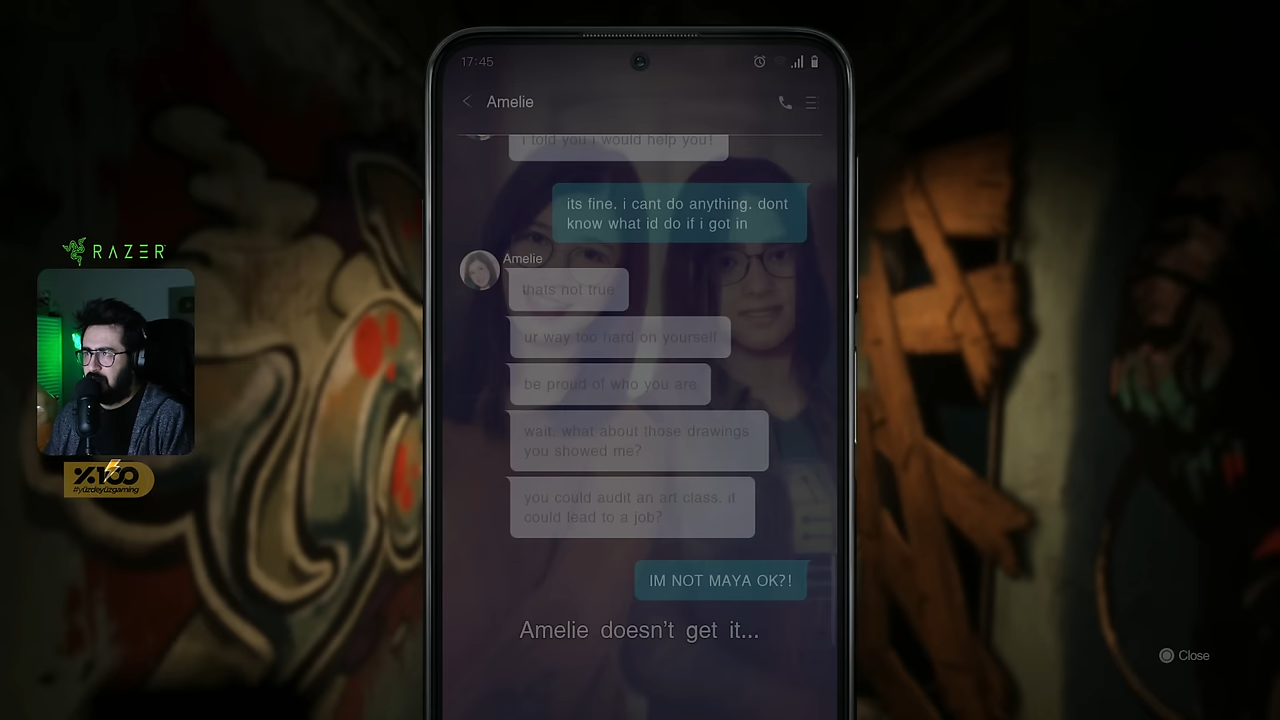 17:45
Amelie
i told you i would help you!
its fine. i cant do anything. dont
know what id do if i got in
Amelie
thats not true
ur way too hard on yourself
be proud of who you are
wait, what about those drawings
you showed me?
you could audit an art class. it
could lead to a job?
IM NOT MAYA OK?!
Amelie doesn't get it...
Close
RAZER
%100
#yüzdeyüzgaming